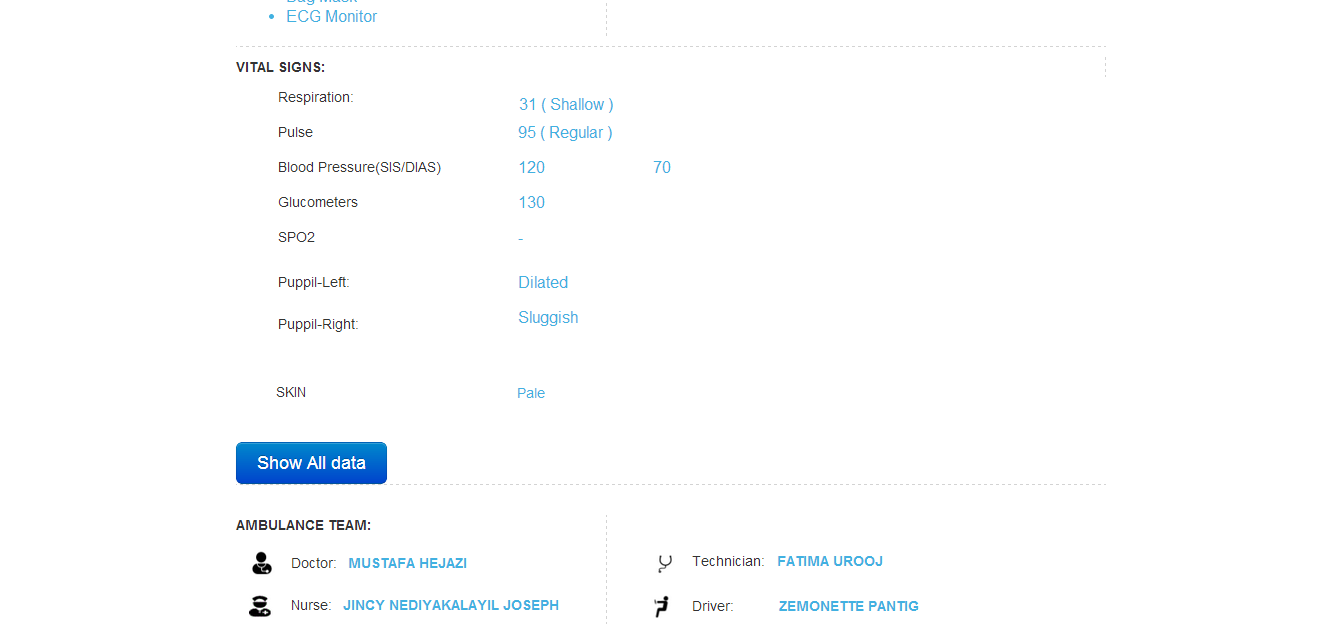 Bag Mask
ECG Monitor
VITAL SIGNS:
Respiration: 31 ( Shallow )
Pulse 95 ( Regular )
Blood Pressure(SIS/DIAS) 120 70
Glucometers 130
SPO2 -
Puppil-Left: Dilated
Puppil-Right: Sluggish
SKIN Pale
Show All data
AMBULANCE TEAM:
Doctor: MUSTAFA HEJAZI Technician: FATIMA UROOJ
Nurse: JINCY NEDIYAKALAYIL JOSEPH Driver: ZEMONETTE PANTIG